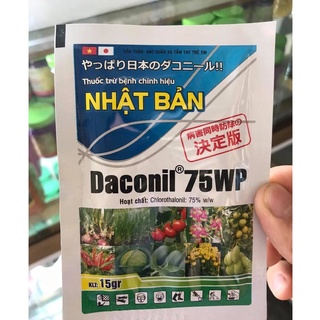 やっぱり日本のダコニール!!
Thuốc trừ bệnh chính hiệu
NHẬT BẢN
病害同時防除の
決定版
Daconil® 75WP
Hoạt chất: Chlorothalonil: 75% w/w
KLT: 15gr